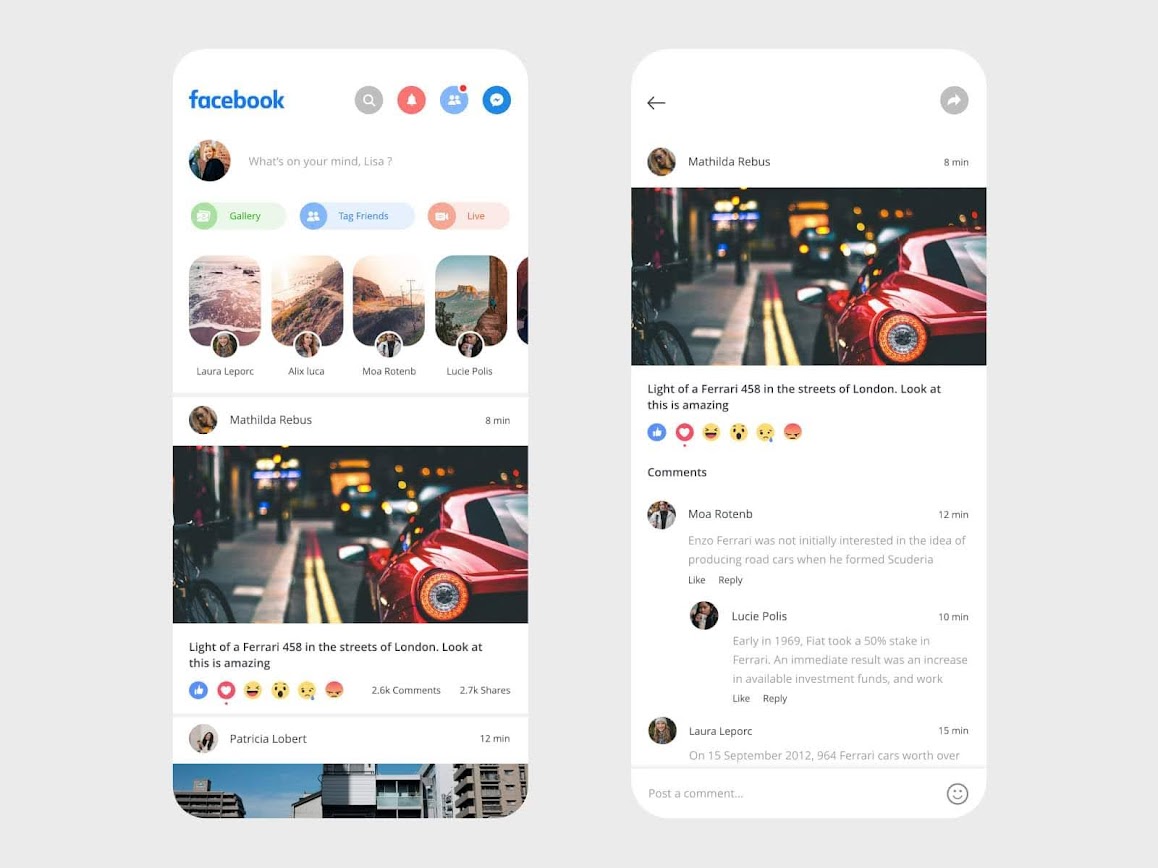 facebook
What's on your mind, Lisa ?
Gallery
Tag Friends
Live
Laura Leporc
Alix luca
Moa Rotenb
Lucie Polis
Mathilda Rebus
8 min
Light of a Ferrari 458 in the streets of London. Look at
this is amazing
2.6k Comments
2.7k Shares
Patricia Lobert
12 min
Mathilda Rebus
8 min
Light of a Ferrari 458 in the streets of London. Look at
this is amazing
Comments
Moa Rotenb
12 min
Enzo Ferrari was not initially interested in the idea of
producing road cars when he formed Scuderia
Like Reply
Lucie Polis
10 min
Early in 1969, Fiat took a 50% stake in
Ferrari. An immediate result was an increase
in available investment funds, and work
Like Reply
Laura Leporc
15 min
On 15 September 2012, 964 Ferrari cars worth over
Post a comment...